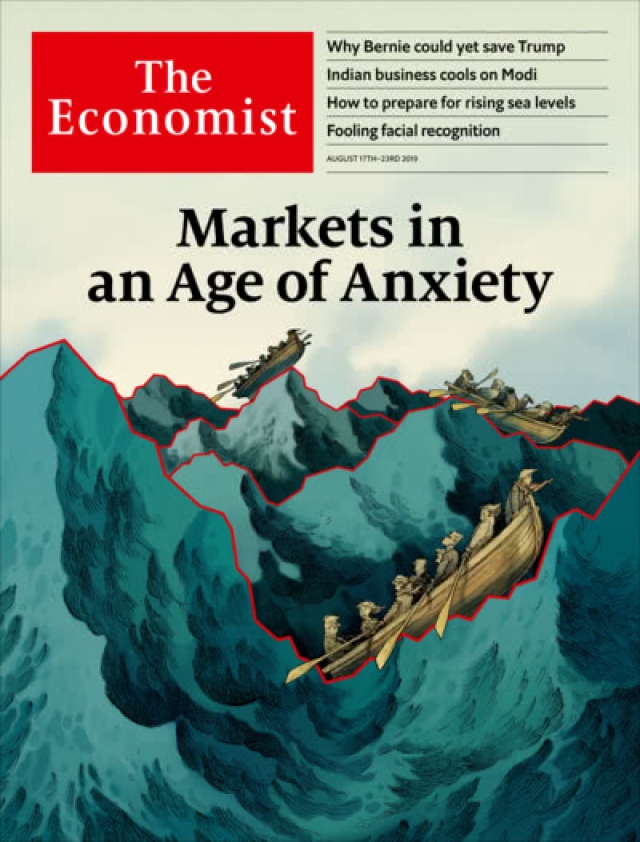 The
Economist
Why Bernie could yet save Trump
Indian business cools on Modi
How to prepare for rising sea levels
Fooling facial recognition
AUGUST 17TH–23RD 2019
Markets in
an Age of Anxiety